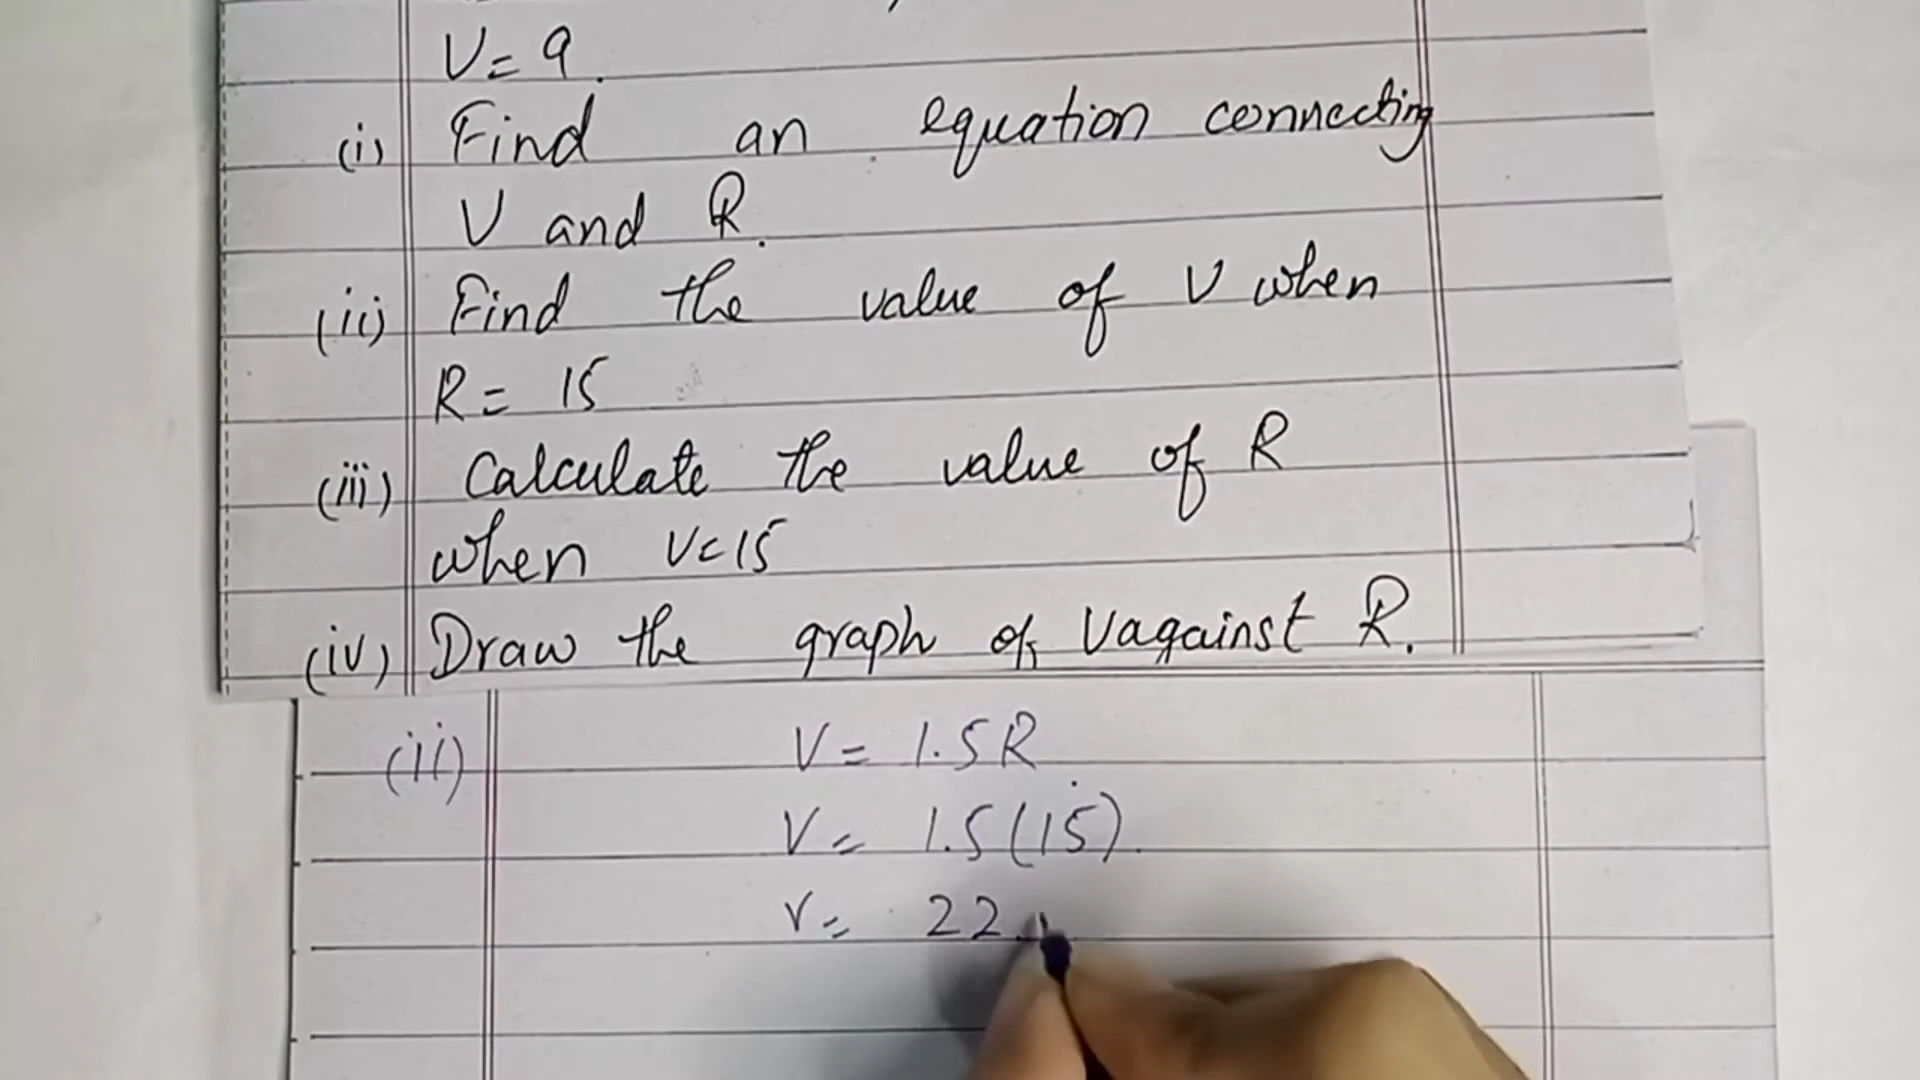 V= 9.
(i) Find an equation connecting
V and R.
(ii) Find the value of V when
R= 15
(iii) Calculate the value of R
when V=15
(iv) Draw the graph of V against R.
(ii) V= 1.5R
V= 1.5(15)
V= 22.